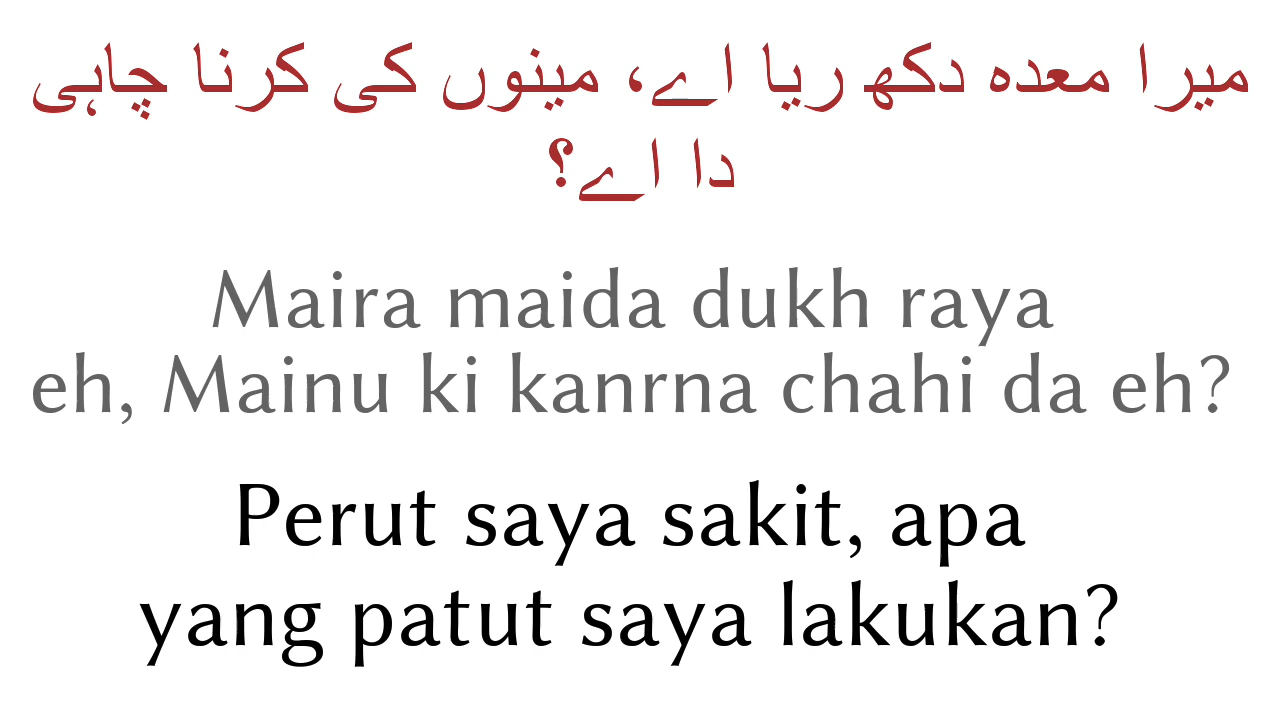 میرا معدہ دکھ ریا اے، مینوں کی کرنا چاہی
دا اے؟
Maira maida dukh raya
eh, Mainu ki kanrna chahi da eh?
Perut saya sakit, apa
yang patut saya lakukan?